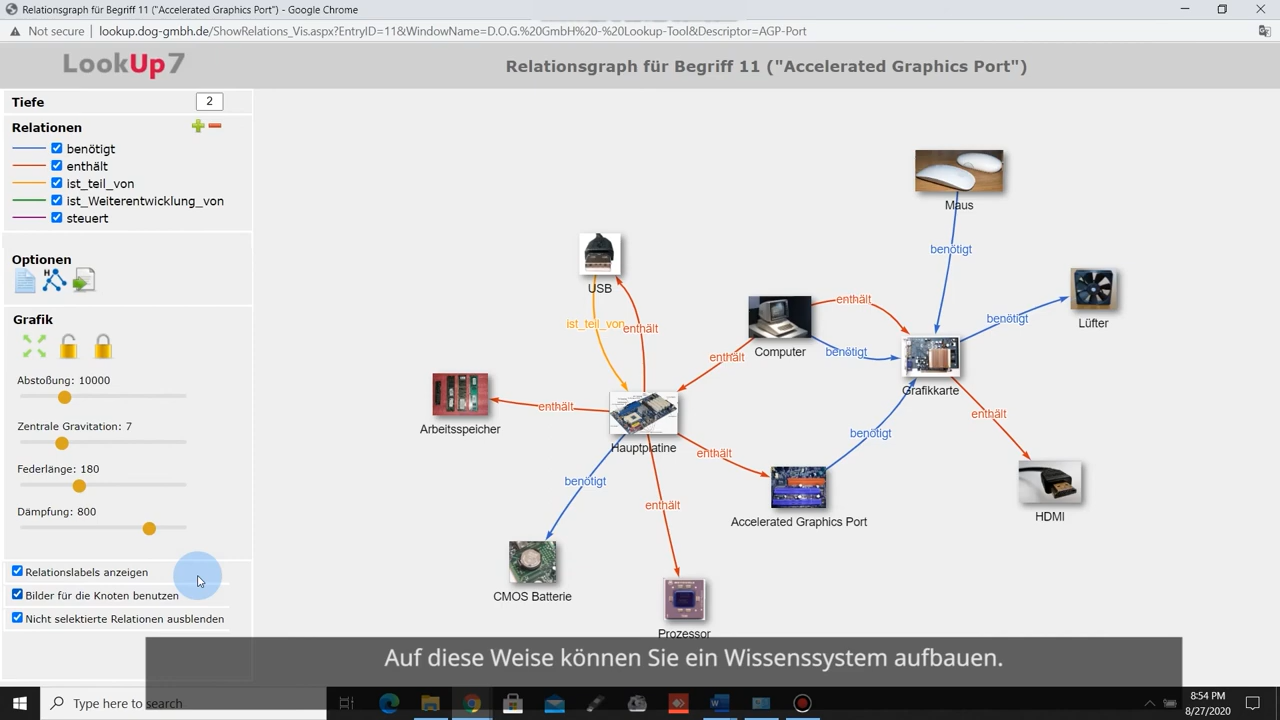 Relationsgraph für Begriff 11 ("Accelerated Graphics Port") - Google Chrome
Not secure | lookup.dog-gmbh.de/ShowRelations_Vis.aspx?EntryID=11&WindowName=D.O.G.%20GmbH%20-%20Lookup-Tool&Descriptor=AGP-Port
LookUp7
Relationsgraph für Begriff 11 ("Accelerated Graphics Port")
Tiefe 2
Relationen
benötigt
enthält
ist_teil_von
ist_Weiterentwicklung_von
steuert
Optionen
Grafik
Abstoßung: 10000
Zentrale Gravitation: 7
Federlänge: 180
Dämpfung: 800
Relationslabels anzeigen
Bilder für die Knoten benutzen
Nicht selektierte Relationen ausblenden
Maus
benötigt
USB
ist_teil_von
enthält
enthält
Computer
enthält
benötigt
benötigt
Lüfter
Grafikkarte
Arbeitsspeicher
enthält
Hauptplatine
enthält
benötigt
enthält
HDMI
benötigt
enthält
Accelerated Graphics Port
CMOS Batterie
Prozessor
Auf diese Weise können Sie ein Wissenssystem aufbauen.
Type here to search
8:54 PM
8/27/2020